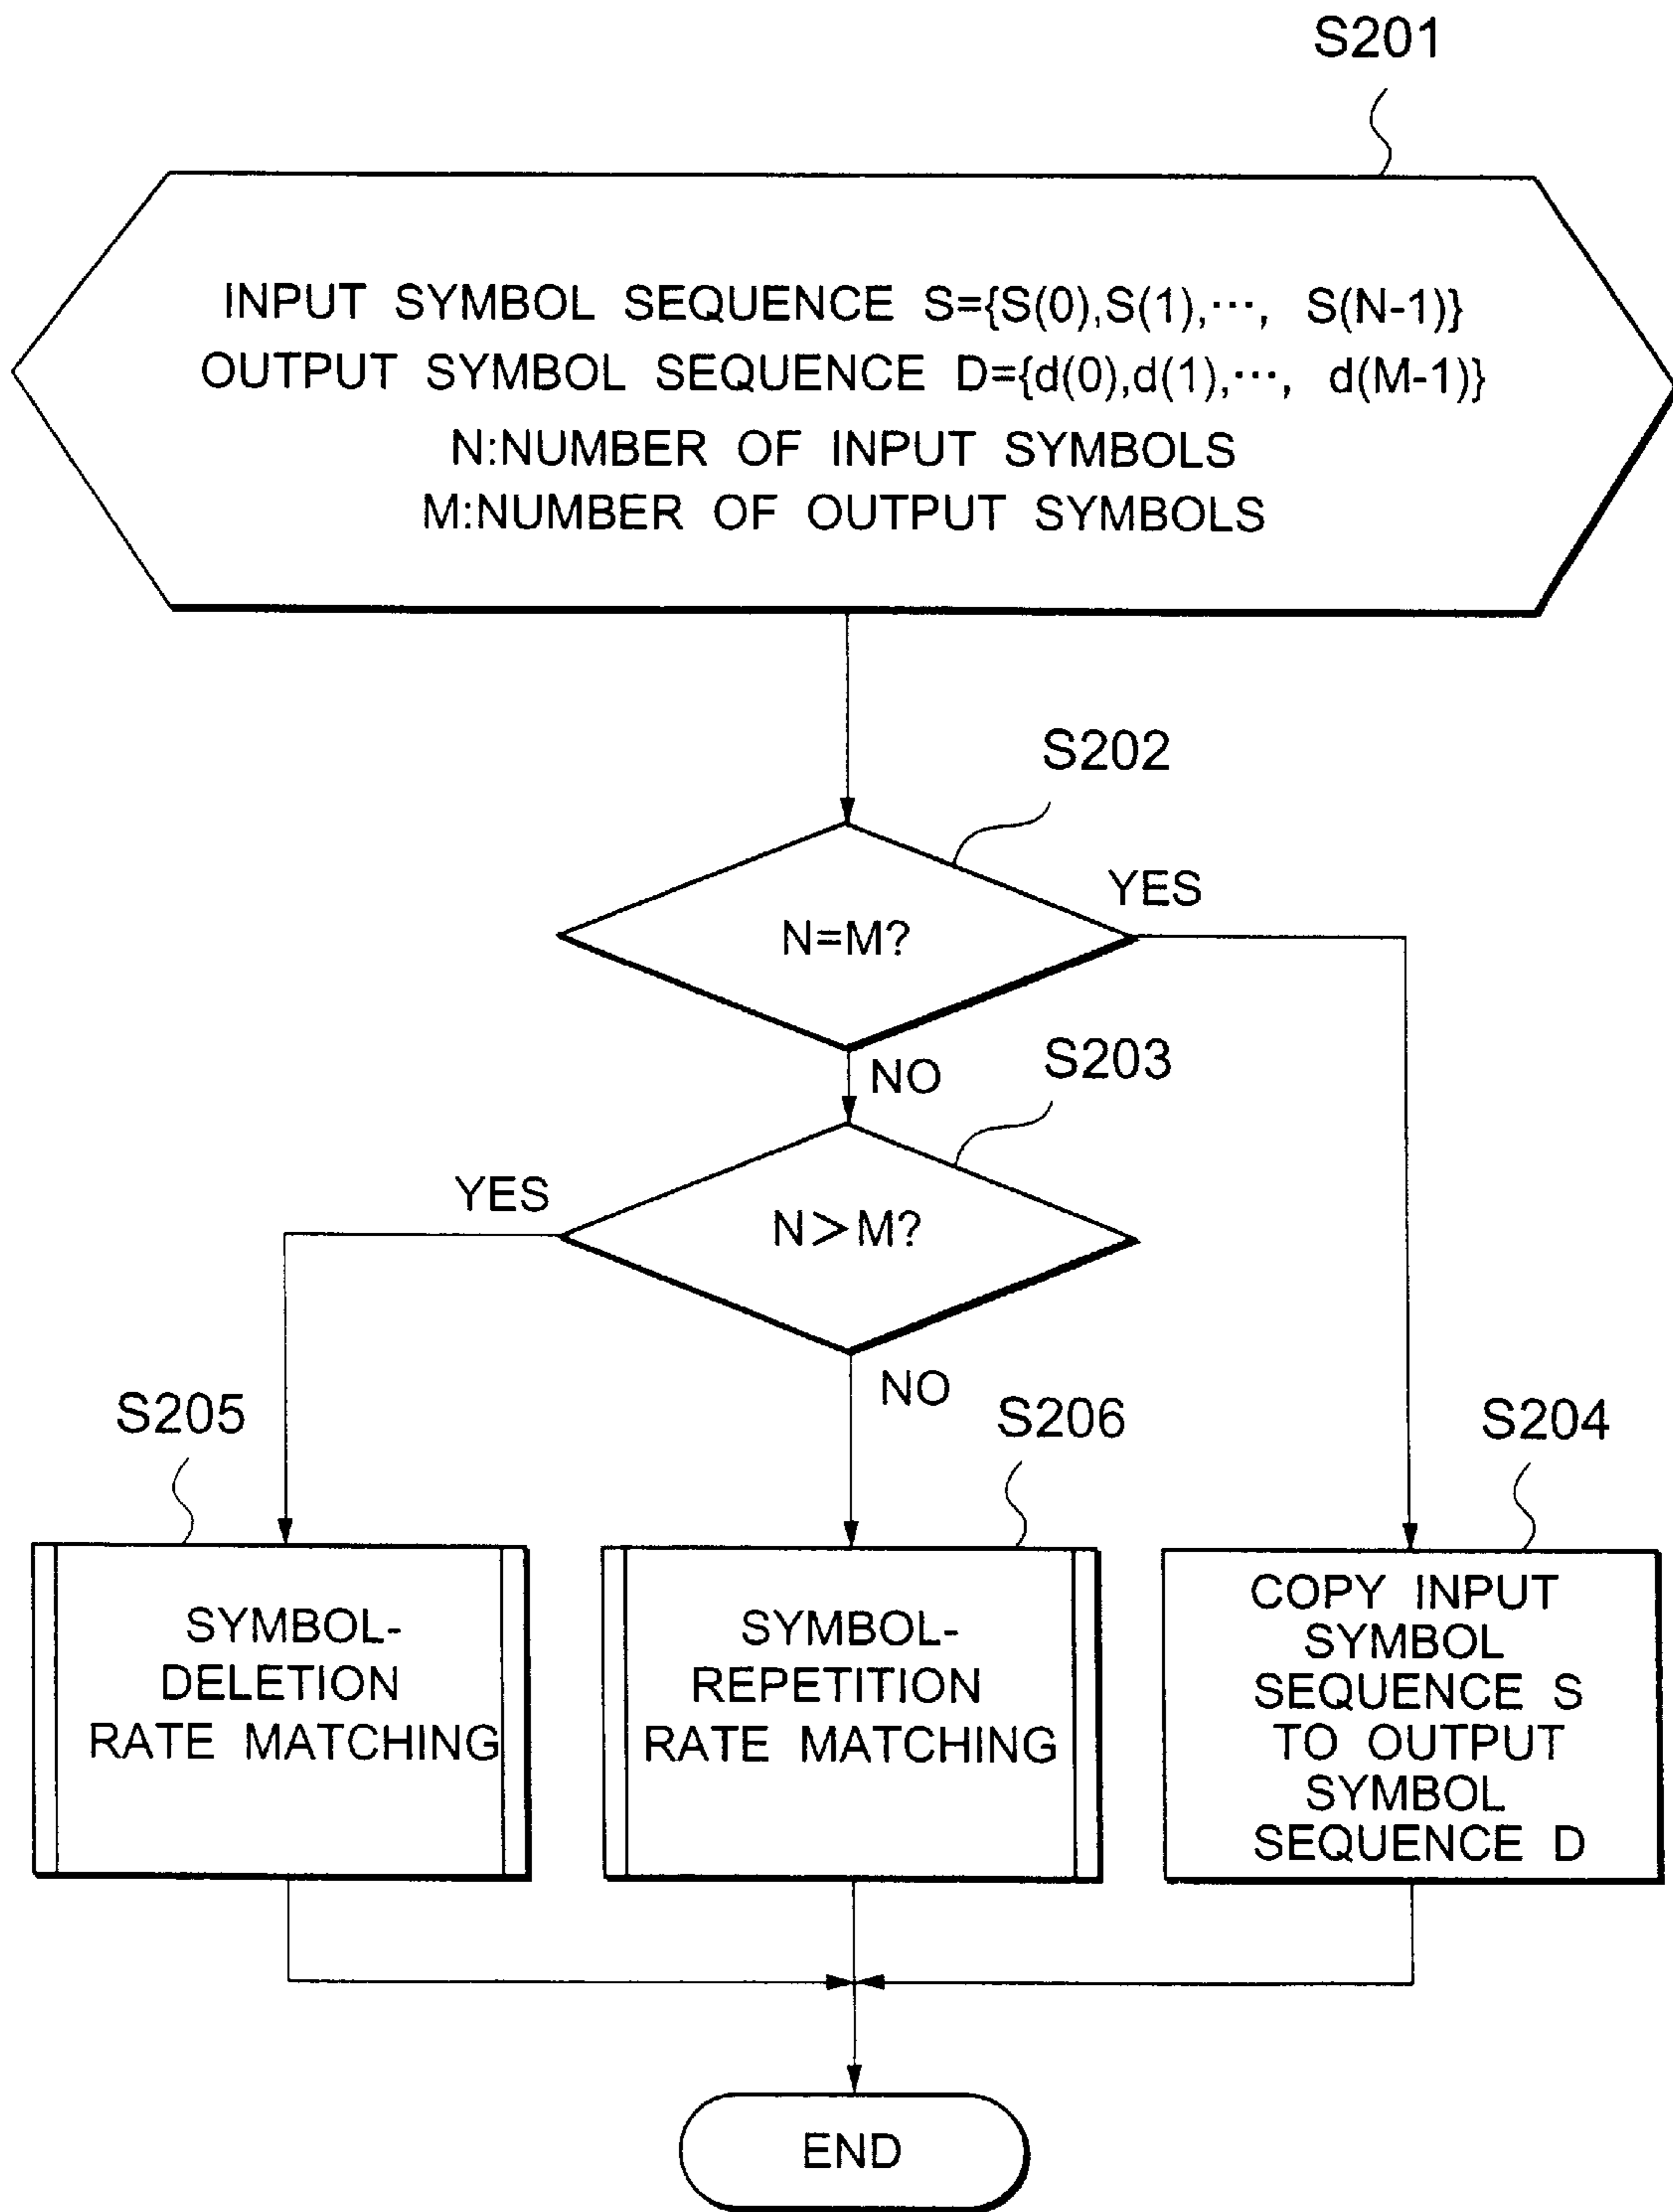 S201
INPUT SYMBOL SEQUENCE S={S(0),S(1),⋯, S(N-1)}
OUTPUT SYMBOL SEQUENCE D={d(0),d(1),⋯, d(M-1)}
N:NUMBER OF INPUT SYMBOLS
M:NUMBER OF OUTPUT SYMBOLS
S202
YES
N=M?
NO
S203
YES
N>M?
NO
S205
S206
S204
SYMBOL-
DELETION
RATE MATCHING
SYMBOL-
REPETITION
RATE MATCHING
COPY INPUT
SYMBOL
SEQUENCE S
TO OUTPUT
SYMBOL
SEQUENCE D
END